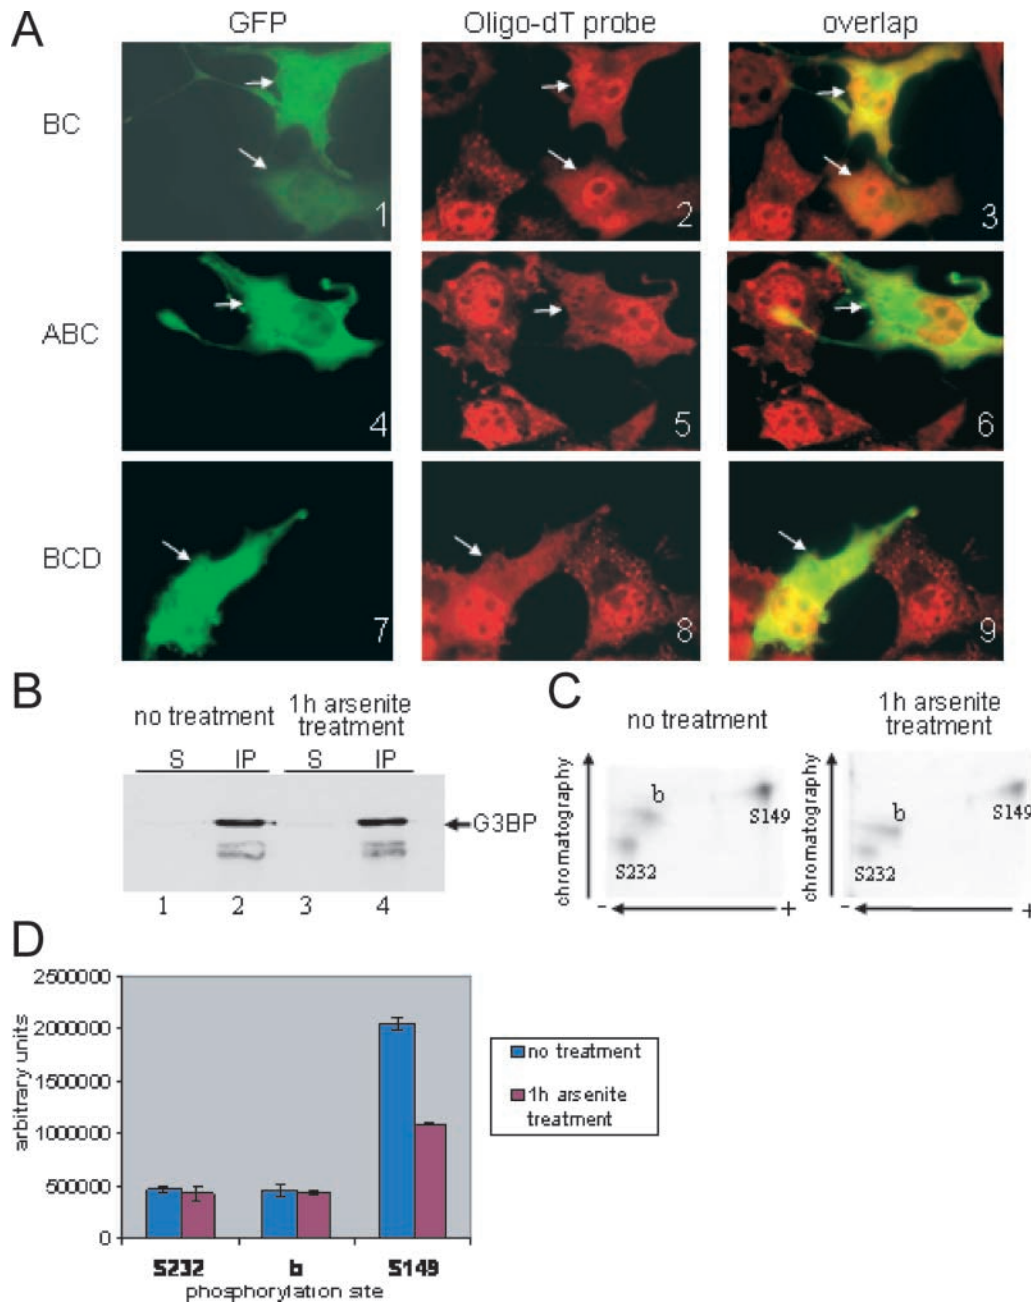 A
GFP
Oligo-dT probe
overlap
BC
1
2
3
ABC
4
5
6
BCD
7
8
9
B
no treatment
1h arsenite
treatment
S
IP
S
IP
G3BP
1
2
3
4
C
no treatment
1h arsenite
treatment
chromatography
b
S149
S232
-
+
chromatography
b
S149
S232
-
+
D
2500000
2000000
1500000
1000000
500000
0
arbitrary units
S232
b
S149
phosphorylation site
no treatment
1h arsenite
treatment